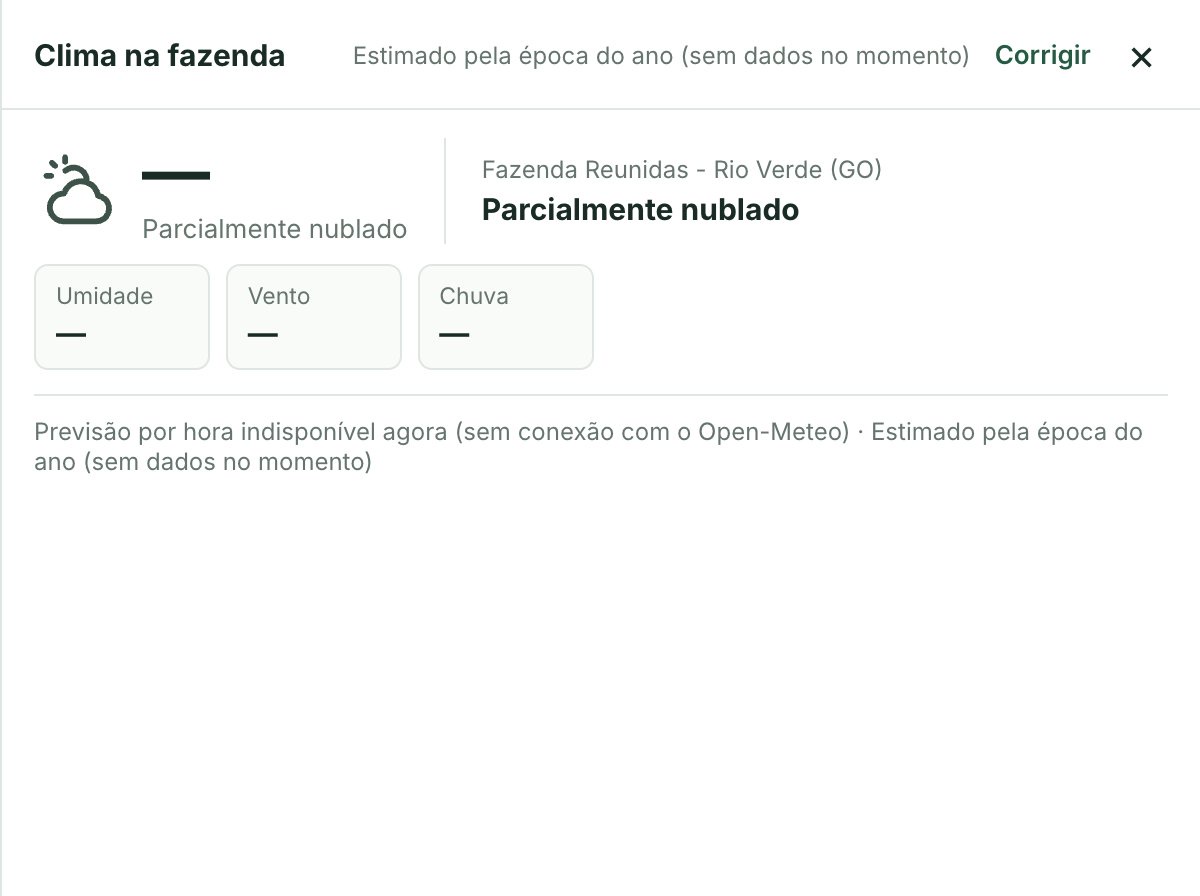 Clima na fazenda
Estimado pela época do ano (sem dados no momento)
Corrigir
—
Parcialmente nublado
Fazenda Reunidas - Rio Verde (GO)
Parcialmente nublado
Umidade
—
Vento
—
Chuva
—
Previsão por hora indisponível agora (sem conexão com o Open-Meteo) · Estimado pela época do
ano (sem dados no momento)